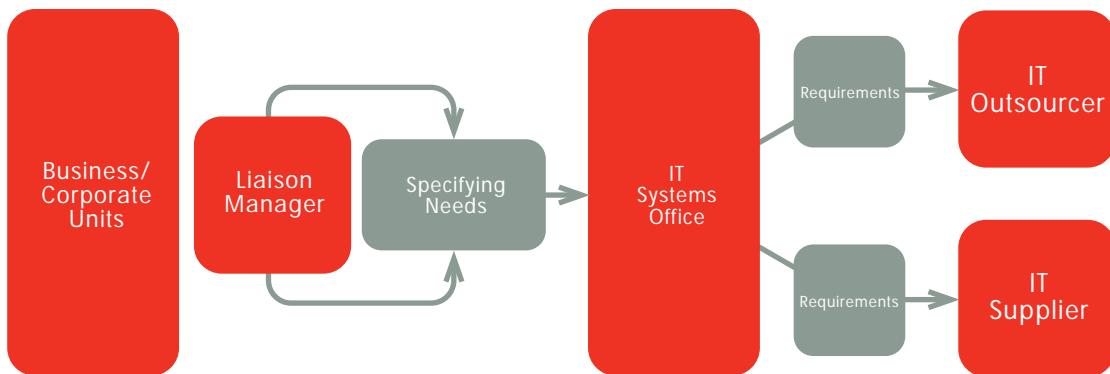 Business/
Corporate
Units
Liaison
Manager
Specifying
Needs
IT
Systems
Office
Requirements
IT
Outsourcer
Requirements
IT
Supplier